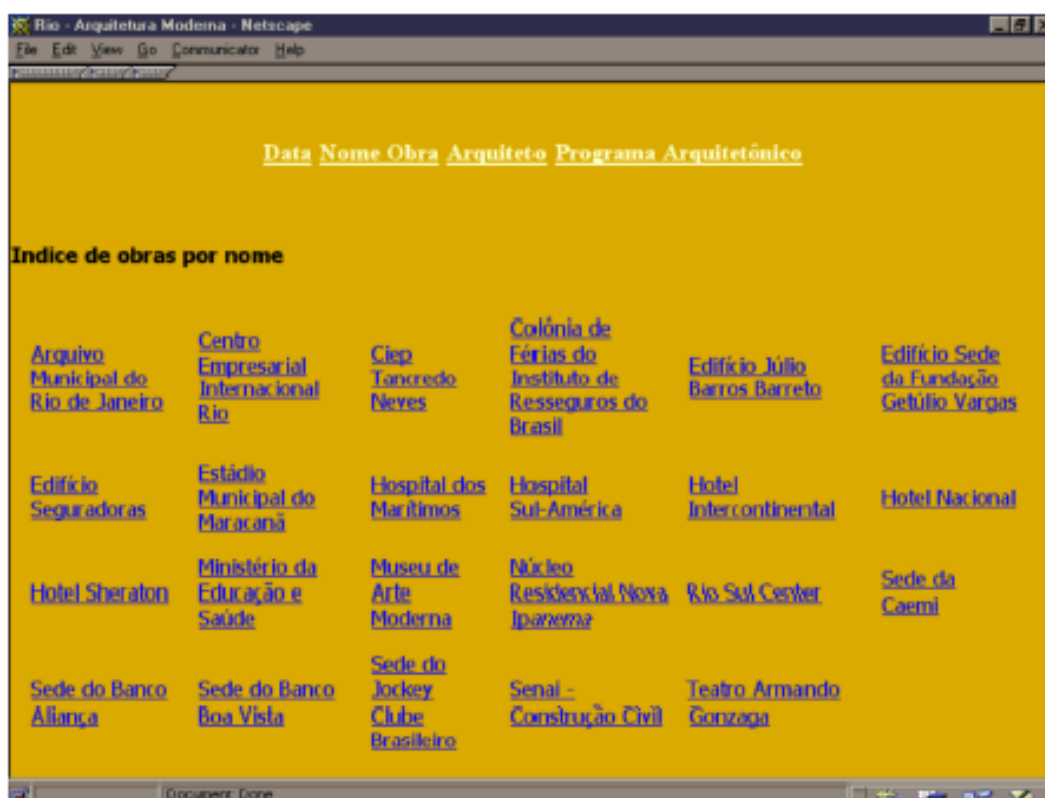 Rio - Arquitetura Moderna - Netscape
File Edit View Go Communicator Help
Data Nome Obra Arquiteto Programa Arquitetônico
Indice de obras por nome
Arquivo
Municipal do
Rio de Janeiro
Centro
Empresarial
Internacional
Rio
Ciep
Tancredo
Neves
Colônia de
Férias do
Instituto de
Resseguros do
Brasil
Edifício Júlio
Barros Barreto
Edifício Sede
da Fundação
Getúlio Vargas
Edifício
Seguradoras
Estádio
Municipal do
Maracanã
Hospital dos
Marítimos
Hospital
Sul-América
Hotel
Intercontinental
Hotel Nacional
Hotel Sheraton
Ministério da
Educação e
Saúde
Museu de
Arte
Moderna
Núcleo
Residencial Nova
Ipanema
Rio Sul Center
Sede da
Caemi
Sede do Banco
Aliança
Sede do Banco
Boa Vista
Sede do
Jockey
Clube
Brasileiro
Senai -
Construção Civil
Teatro Armando
Gonzaga
Document: Done